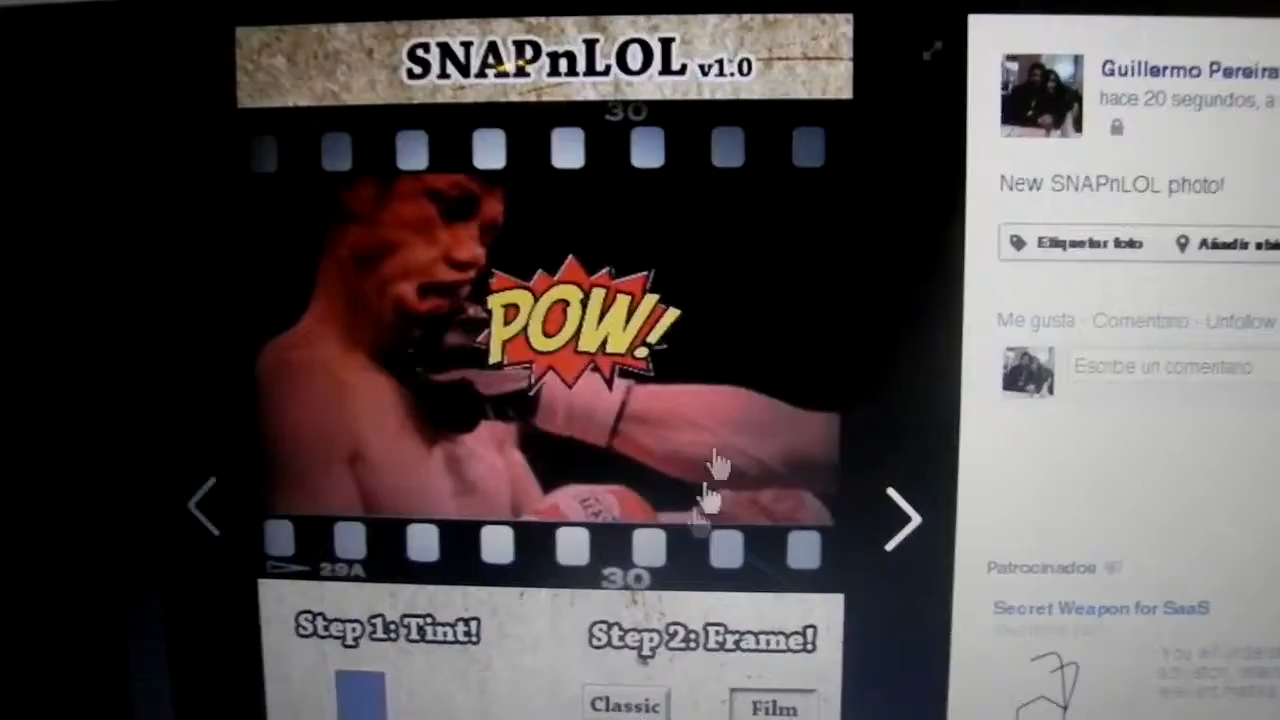 SNAPnLOL v1.0
30
POW!
29A
30
Step 1: Tint!
Step 2: Frame!
Classic
Film
Guillermo Pereira
hace 20 segundos, a
New SNAPnLOL photo!
Etiquetar foto
Añadir
Me gusta · Comentario · Unfollow
Escribe un comentario
Patrocinados
Secret Weapon for SaaS